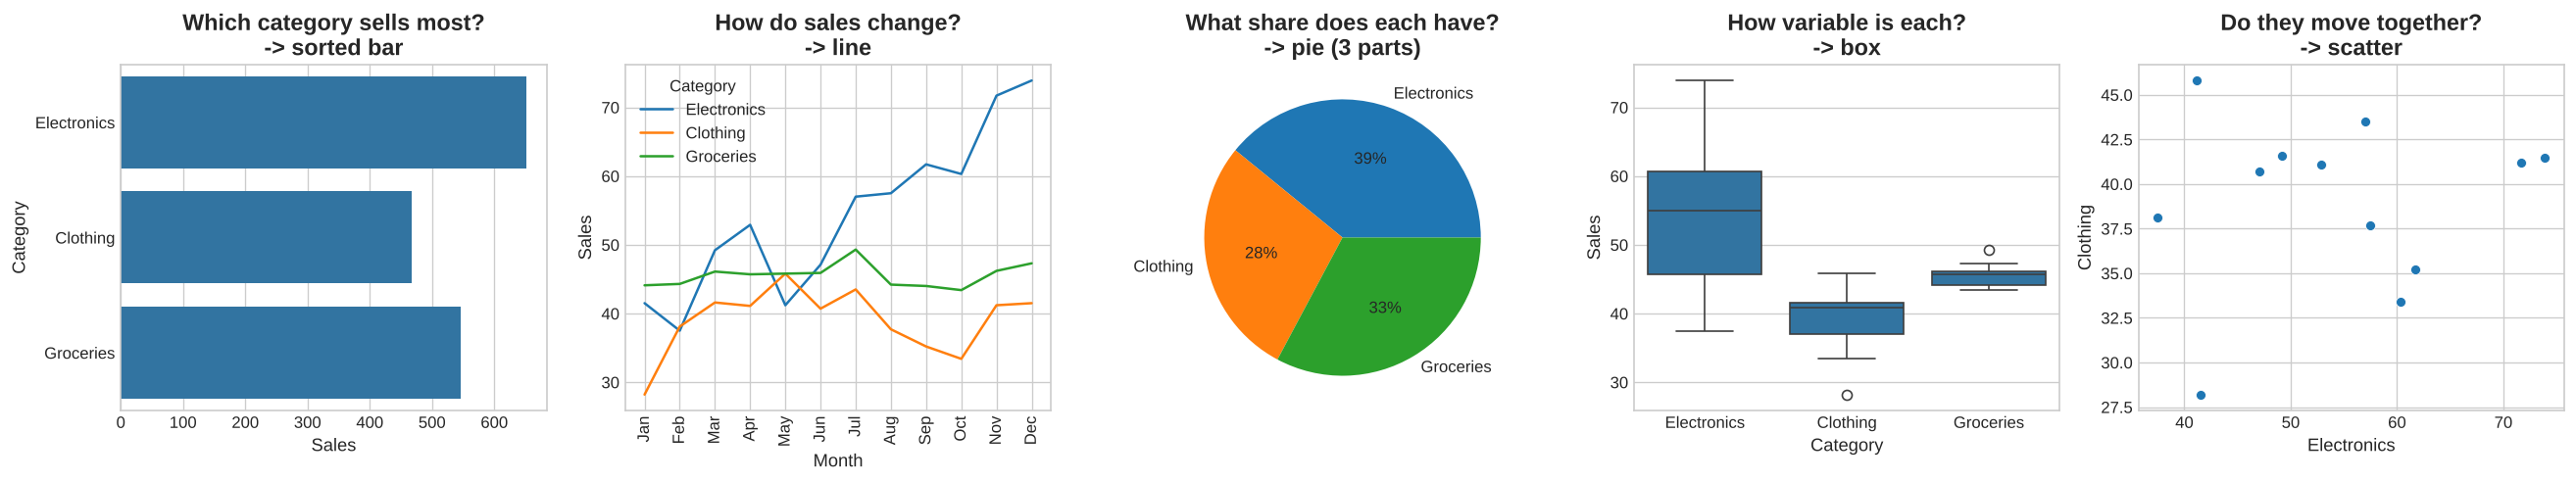 Which category sells most?
-> sorted bar
Electronics
Clothing
Groceries
Category
0 100 200 300 400 500 600
Sales
How do sales change?
-> line
Category
Electronics
Clothing
Groceries
70
60
50
40
30
Sales
Jan Feb Mar Apr May Jun Jul Aug Sep Oct Nov Dec
Month
What share does each have?
-> pie (3 parts)
Electronics
39%
Clothing
28%
33%
Groceries
How variable is each?
-> box
70
60
50
40
30
Sales
Electronics Clothing Groceries
Category
Do they move together?
-> scatter
45.0
42.5
40.0
37.5
35.0
32.5
30.0
27.5
Clothing
40 50 60 70
Electronics